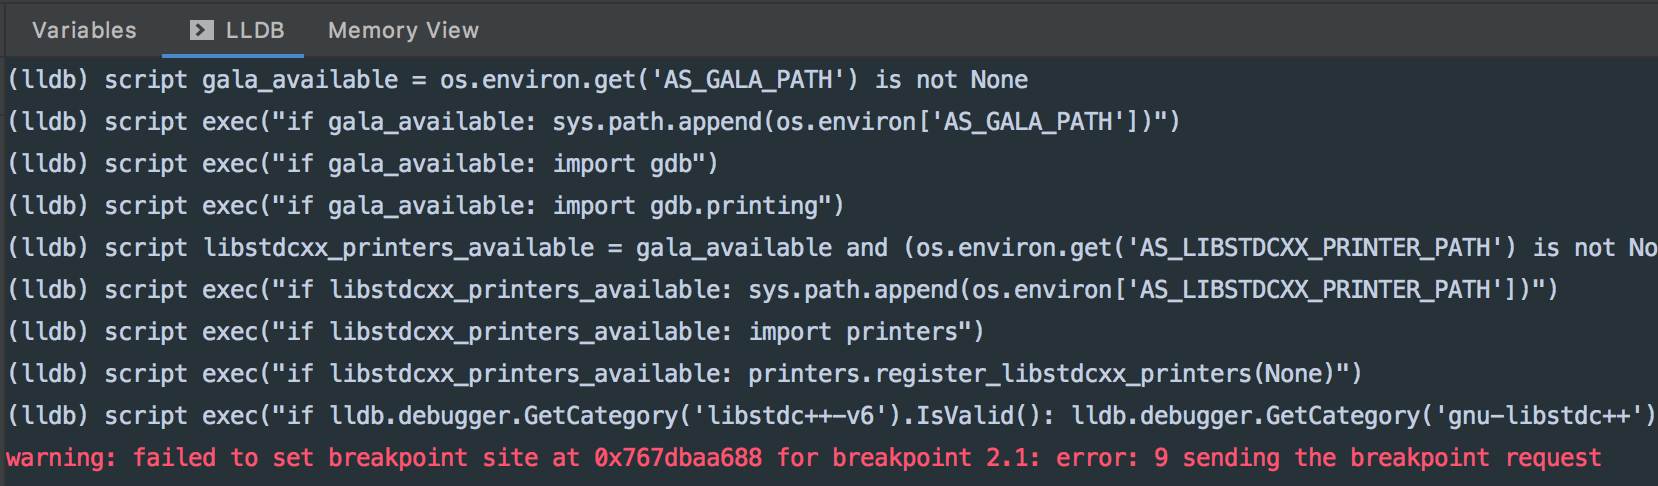 Variables LLDB Memory View
(lldb) script gala_available = os.environ.get('AS_GALA_PATH') is not None
(lldb) script exec("if gala_available: sys.path.append(os.environ['AS_GALA_PATH'])")
(lldb) script exec("if gala_available: import gdb")
(lldb) script exec("if gala_available: import gdb.printing")
(lldb) script libstdcxx_printers_available = gala_available and (os.environ.get('AS_LIBSTDCXX_PRINTER_PATH') is not No
(lldb) script exec("if libstdcxx_printers_available: sys.path.append(os.environ['AS_LIBSTDCXX_PRINTER_PATH'])")
(lldb) script exec("if libstdcxx_printers_available: import printers")
(lldb) script exec("if libstdcxx_printers_available: printers.register_libstdcxx_printers(None)")
(lldb) script exec("if lldb.debugger.GetCategory('libstdc++-v6').IsValid(): lldb.debugger.GetCategory('gnu-libstdc++')
warning: failed to set breakpoint site at 0x767dbaa688 for breakpoint 2.1: error: 9 sending the breakpoint request